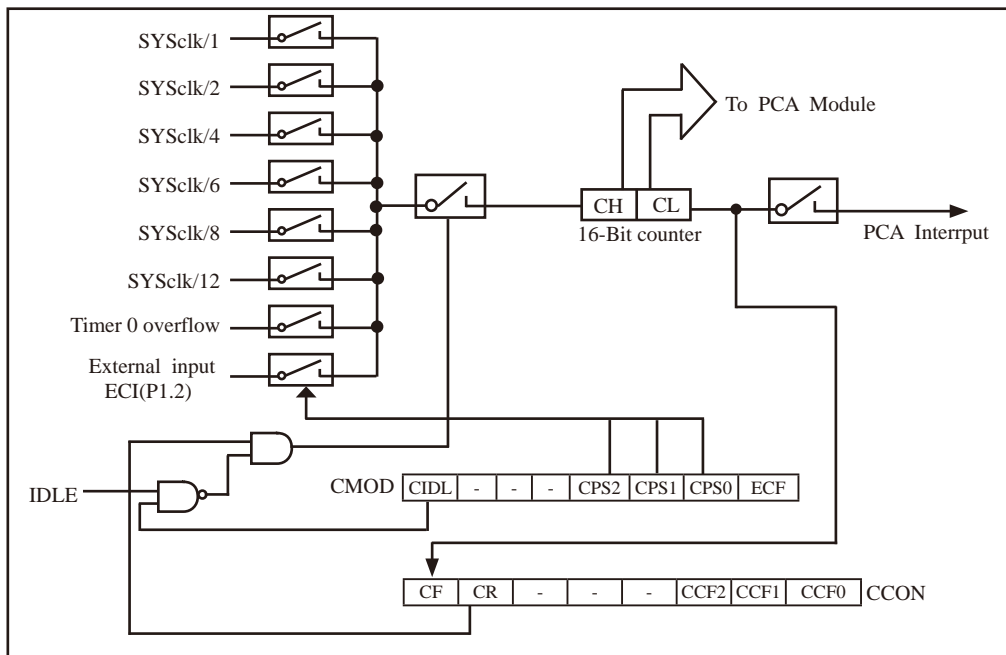 SYSclk/1
SYSclk/2
SYSclk/4
SYSclk/6
SYSclk/8
SYSclk/12
Timer 0 overflow
External input
ECI(P1.2)
IDLE
To PCA Module
CH CL
16-Bit counter
PCA Interrput
CMOD CIDL - - - CPS2 CPS1 CPS0 ECF
CF CR - - - CCF2 CCF1 CCF0 CCON